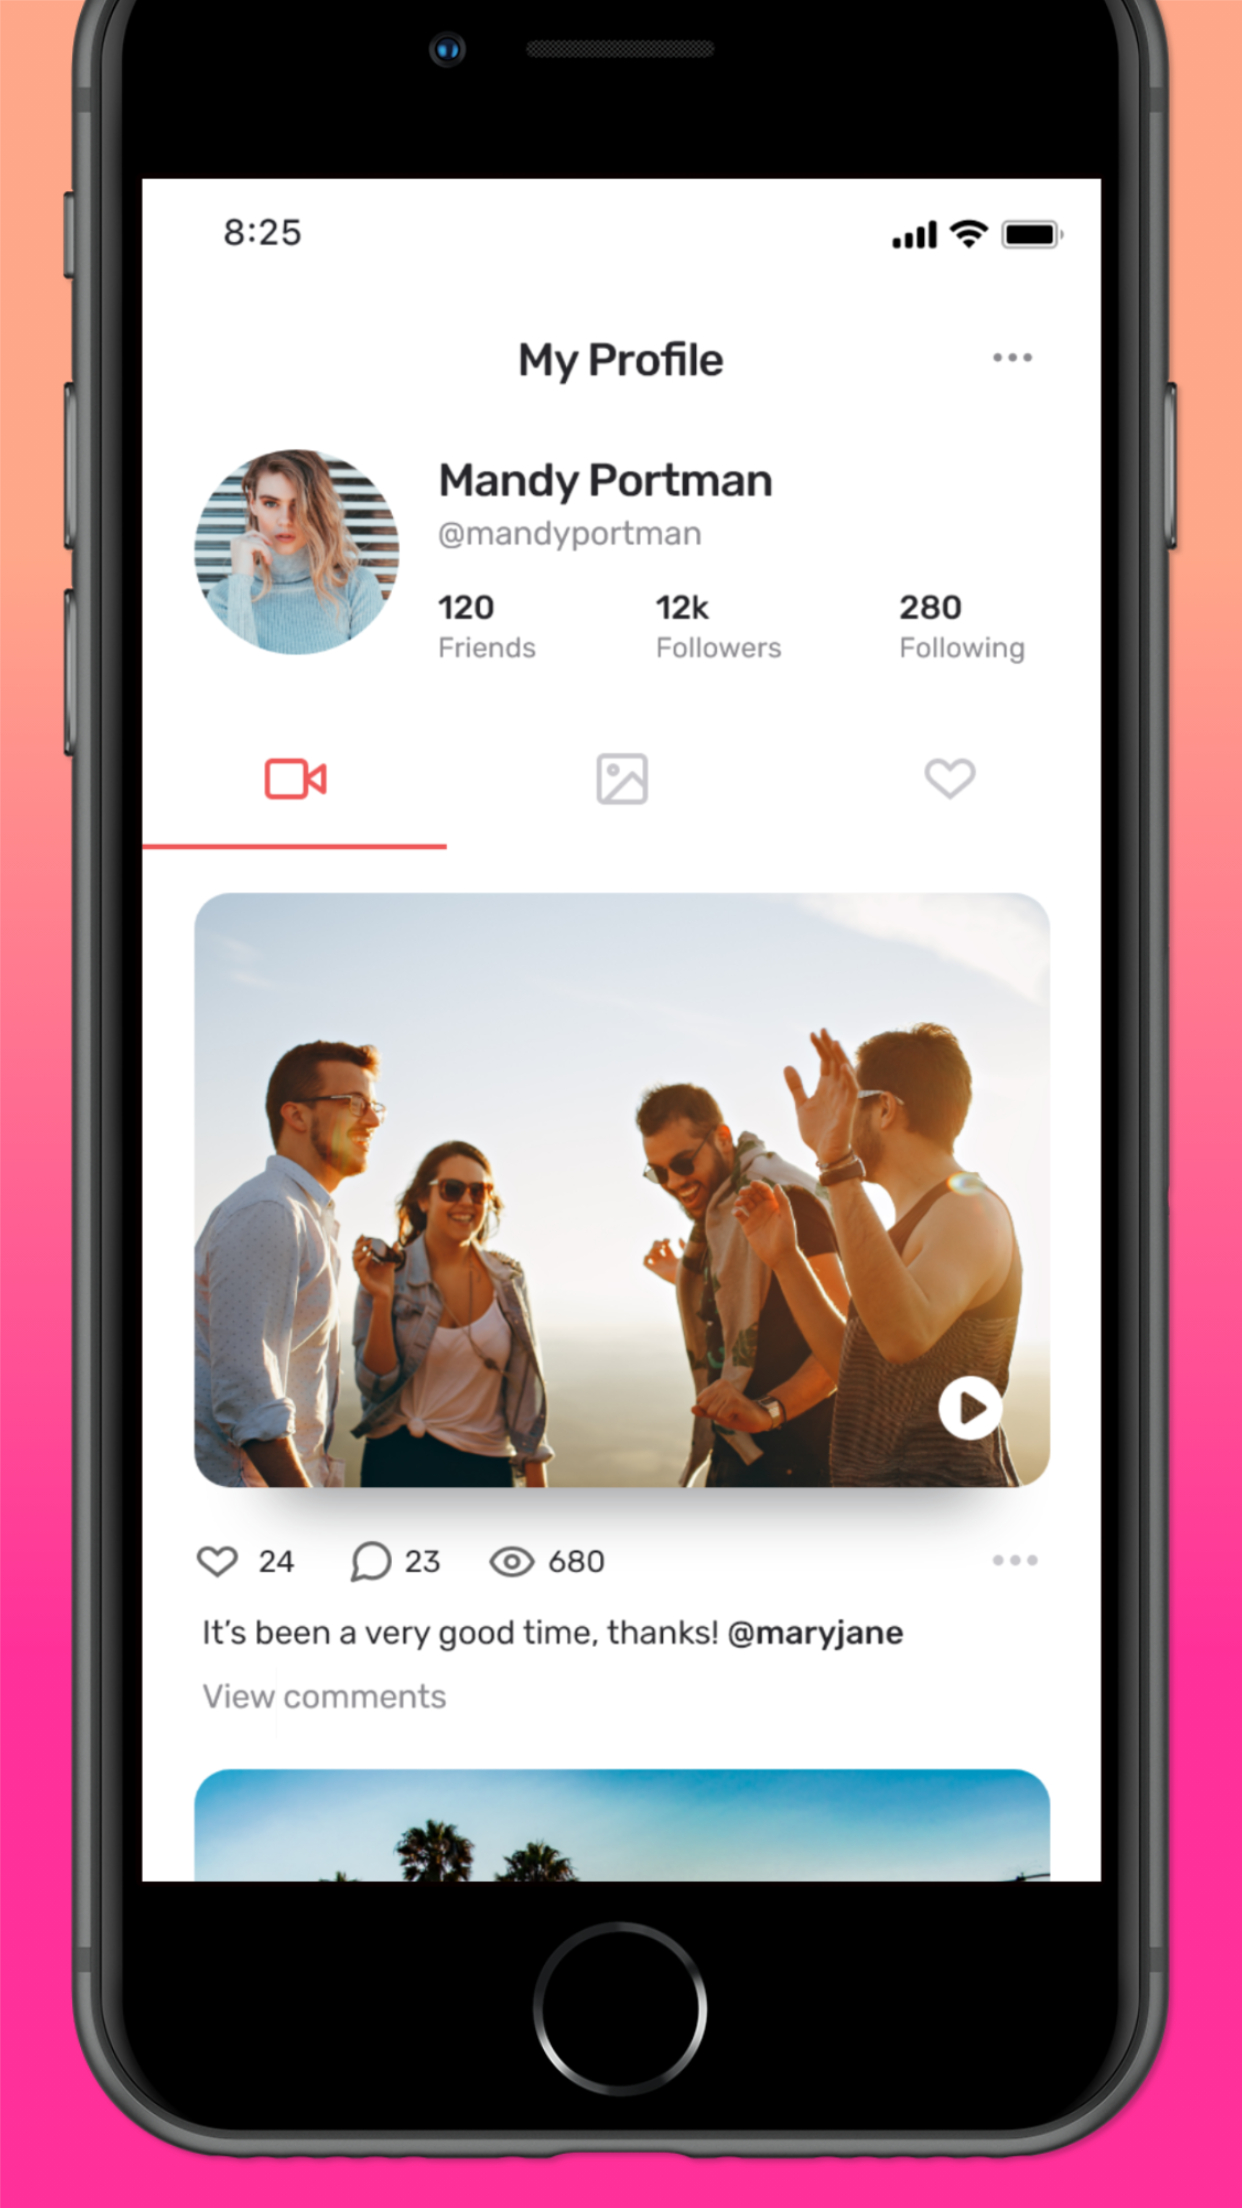 8:25
My Profile
Mandy Portman
@mandyportman
120 12k 280
Friends Followers Following
24 23 680
It's been a very good time, thanks! @maryjane
View comments